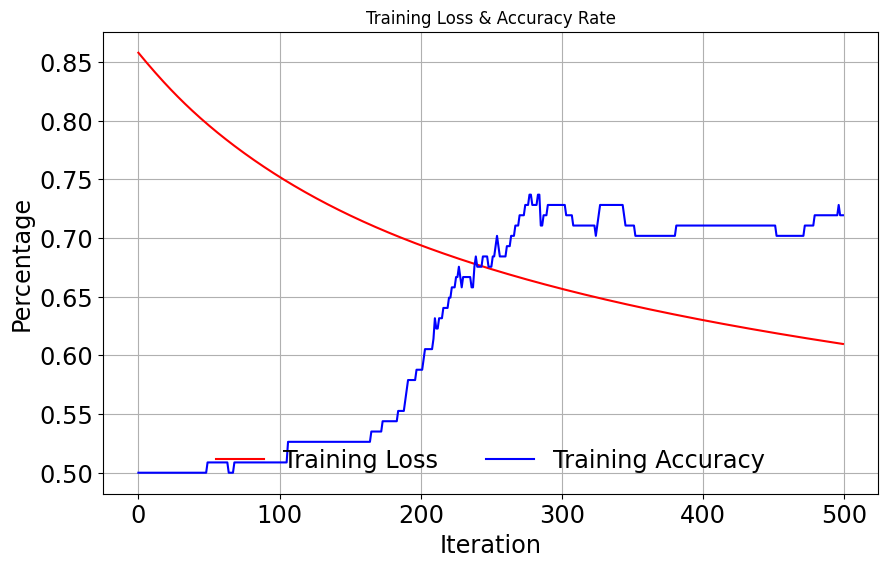 Training Loss & Accuracy Rate
Percentage
0.85
0.80
0.75
0.70
0.65
0.60
0.55
0.50
Training Loss Training Accuracy
0 100 200 300 400 500
Iteration